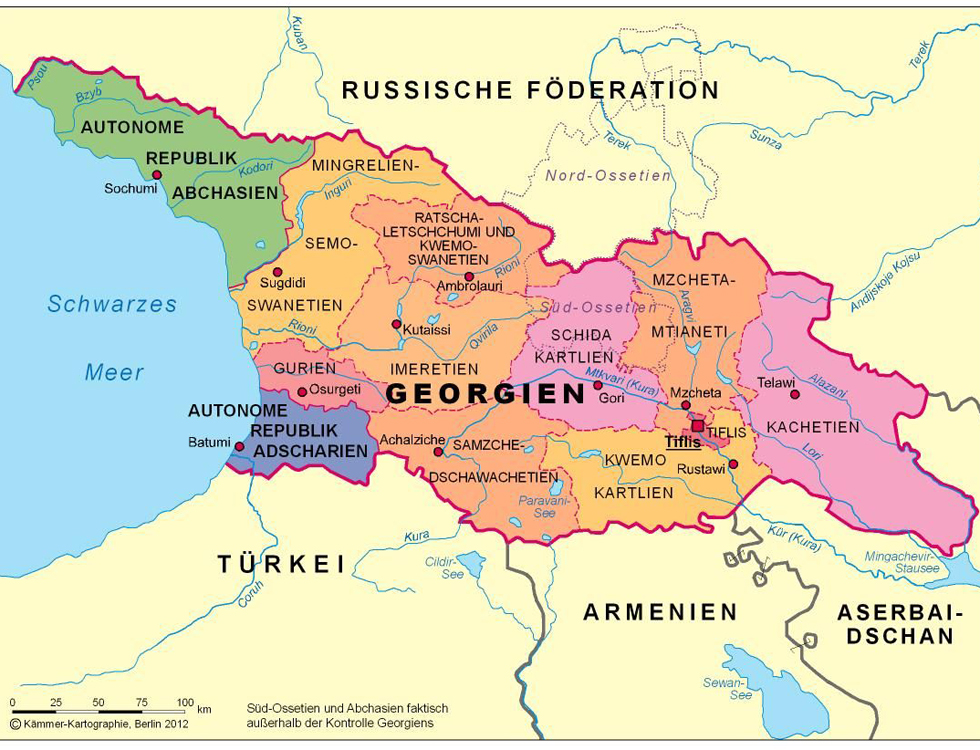 Kuban
Terek
Psou
RUSSISCHE FÖDERATION
Bzyb
AUTONOME
REPUBLIK
ABCHASIEN
Kodori
Sochumi
MINGRELIEN-
Inguri
Terek
Sunza
Nord-Ossetien
RATSCHA-
LETSCHCHUMI UND
KWEMO-
SWANETIEN
SEMO-
Rioni
Ambrolauri
Sugdidi
SWANETIEN
MZCHETA-
Andijskoje Kojsu
Aragvi
Schwarzes
Meer
Süd-Ossetien
Rioni
Kutaissi
Qvirila
SCHIDA
KARTLIEN
MTIANETI
GURIEN
IMERETIEN
Mtkvari (Kura)
Osurgeti
GEORGIEN
Gori
Mzcheta
Telawi
Alazani
AUTONOME
REPUBLIK
ADSCHARIEN
Batumi
Achalziche
SAMZCHE-
DSCHAWACHETIEN
Tiflis
TIFLIS
KACHETIEN
Lori
KWEMO
KARTLIEN
Rustawi
Paravani-
See
Kura
Kür (Kura)
TÜRKEI
Cildir-
See
Mingachevir-
Stausee
Coruh
ARMENIEN
ASERBAI-
DSCHAN
Sewan-
See
0 25 50 75 100 km
© Kämmer-Kartographie, Berlin 2012
Süd-Ossetien und Abchasien faktisch
außerhalb der Kontrolle Georgiens